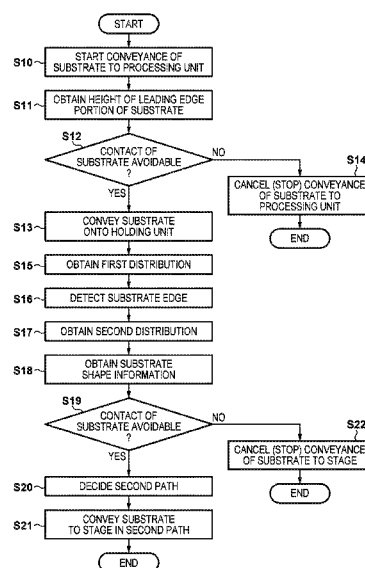 START
S10
START CONVEYANCE OF
SUBSTRATE TO PROCESSING UNIT
S11
OBTAIN HEIGHT OF LEADING EDGE
PORTION OF SUBSTRATE
S12
CONTACT OF
SUBSTRATE AVOIDABLE
?
NO
YES
S14
CANCEL (STOP) CONVEYANCE
OF SUBSTRATE TO
PROCESSING UNIT
END
S13
CONVEY SUBSTRATE
ONTO HOLDING UNIT
S15
OBTAIN FIRST DISTRIBUTION
S16
DETECT SUBSTRATE EDGE
S17
OBTAIN SECOND DISTRIBUTION
S18
OBTAIN SUBSTRATE
SHAPE INFORMATION
S19
CONTACT OF
SUBSTRATE AVOIDABLE
?
NO
YES
S22
CANCEL (STOP) CONVEYANCE
OF SUBSTRATE TO STAGE
END
S20
DECIDE SECOND PATH
S21
CONVEY SUBSTRATE
TO STAGE IN SECOND PATH
END